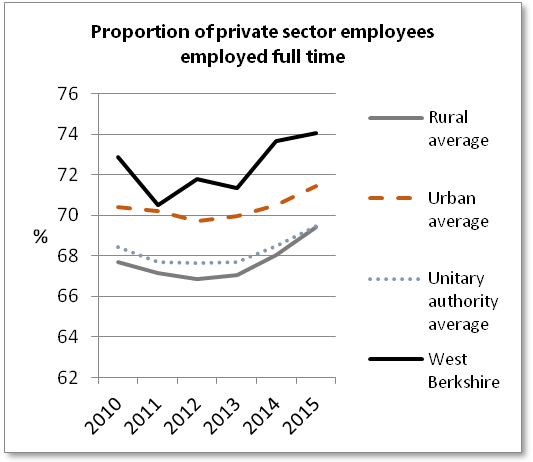 Proportion of private sector employees
employed full time
76
74
72
70
68
66
64
62
%
2010
2011
2012
2013
2014
2015
Rural
average
Urban
average
Unitary
authority
average
West
Berkshire